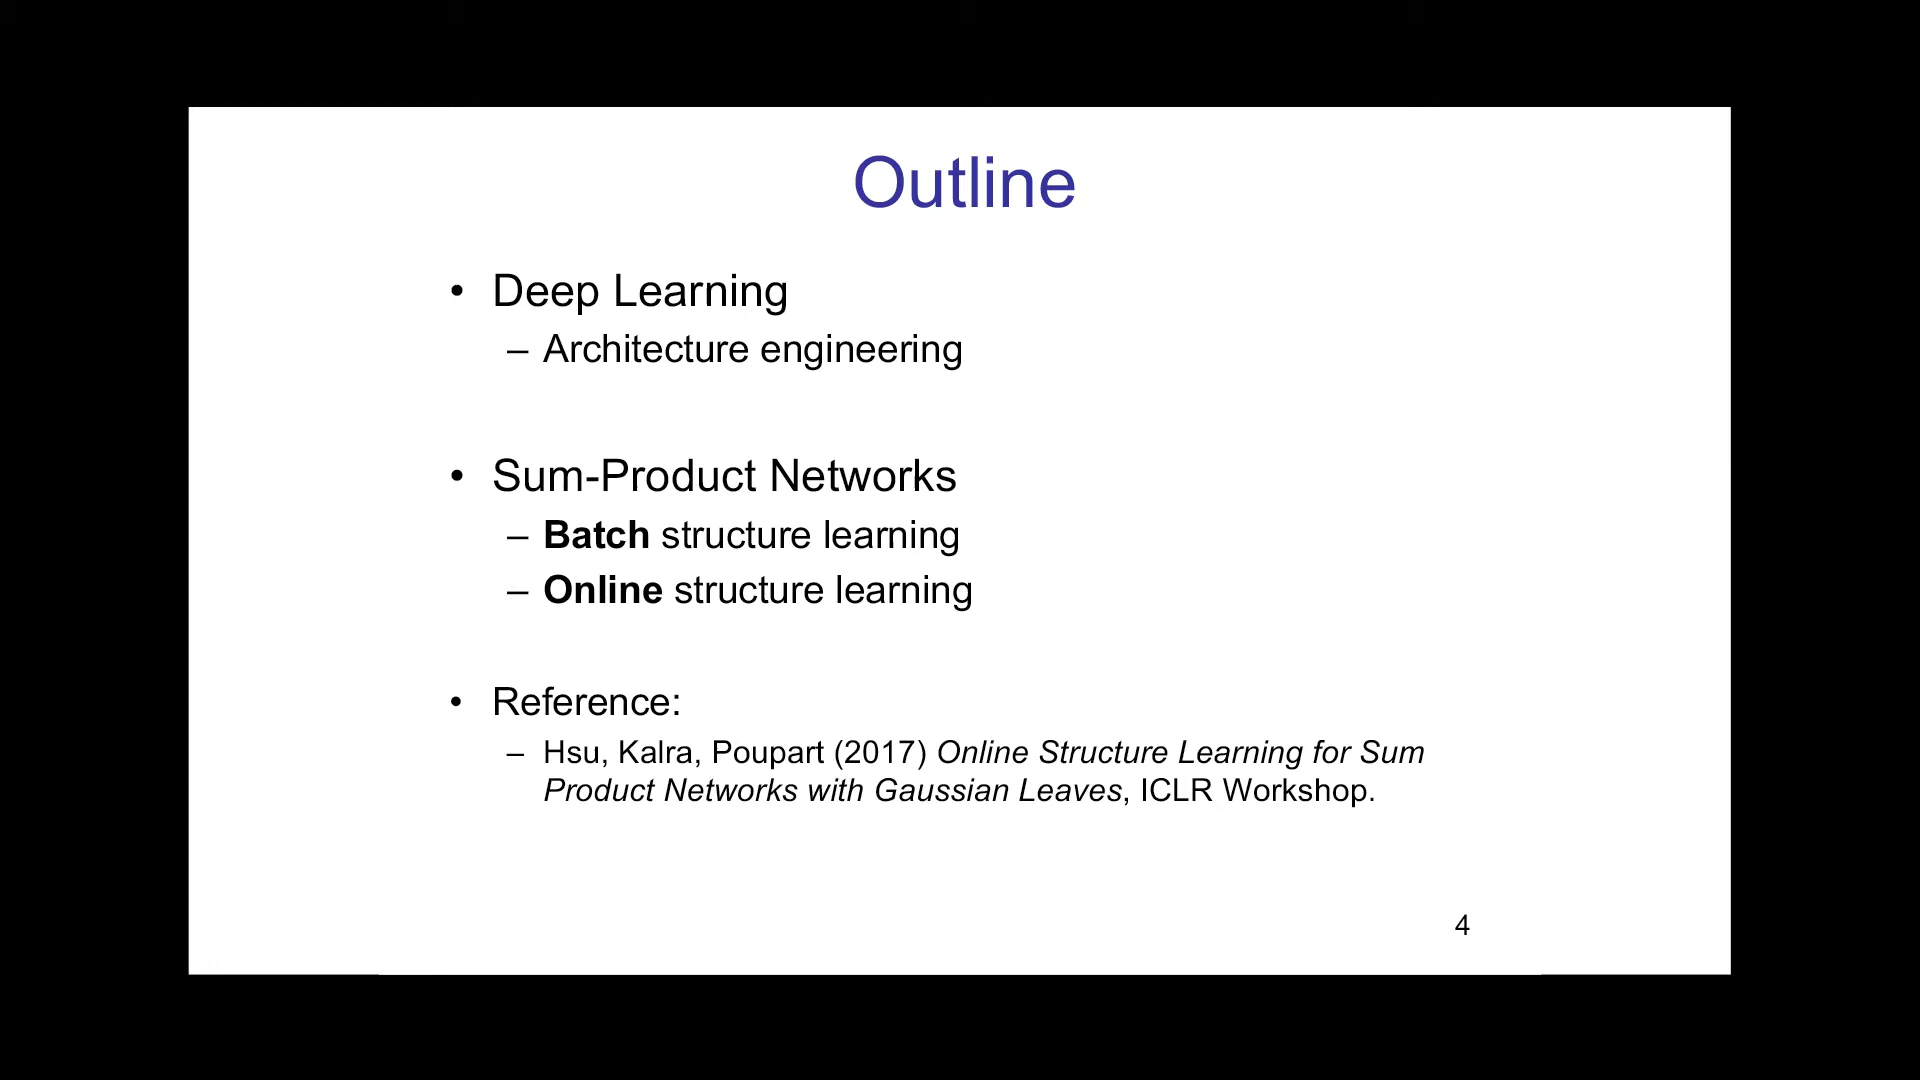 Outline
• Deep Learning
– Architecture engineering
• Sum-Product Networks
– Batch structure learning
– Online structure learning
• Reference:
– Hsu, Kalra, Poupart (2017) Online Structure Learning for Sum
Product Networks with Gaussian Leaves, ICLR Workshop.
4